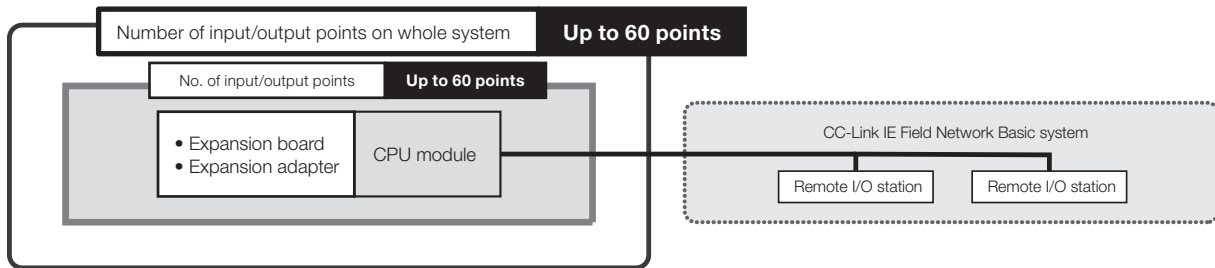 Number of input/output points on whole system Up to 60 points
No. of input/output points Up to 60 points
• Expansion board
• Expansion adapter
CPU module
CC-Link IE Field Network Basic system
Remote I/O station Remote I/O station